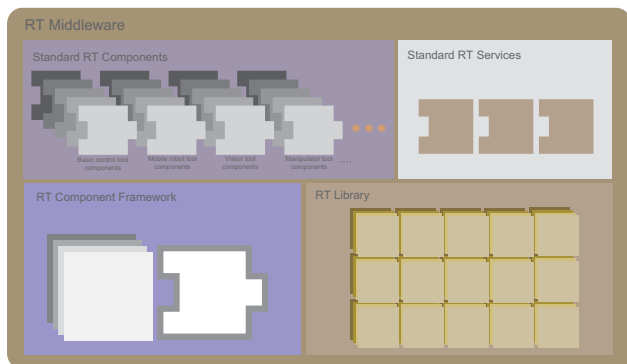 RT Middleware
Standard RT Components
Standard RT Services
Basic control tool
components
Mobile robot tool
components
Vision tool
components
Manipulator tool
components
....
RT Component Framework
RT Library